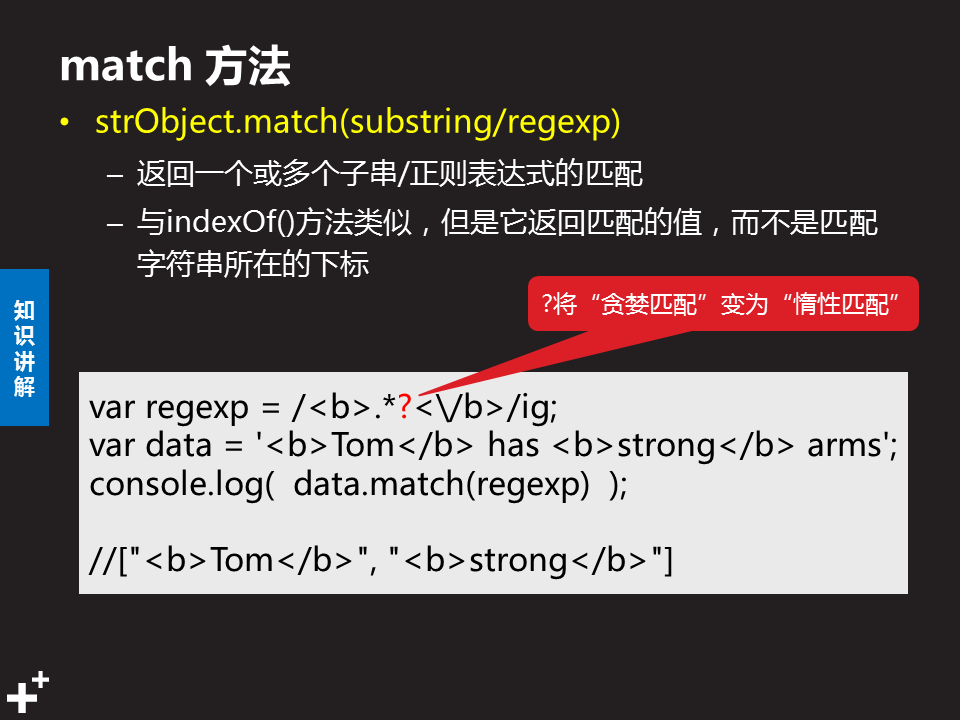 match 方法
• strObject.match(substring/regexp)
– 返回一个或多个子串/正则表达式的匹配
– 与indexOf()方法类似，但是它返回匹配的值，而不是匹配
字符串所在的下标
知
识
讲
解
?将“贪婪匹配”变为“惰性匹配”
var regexp = /<b>.*?<\/b>/ig;
var data = '<b>Tom</b> has <b>strong</b> arms';
console.log(  data.match(regexp)  );
//["<b>Tom</b>", "<b>strong</b>"]